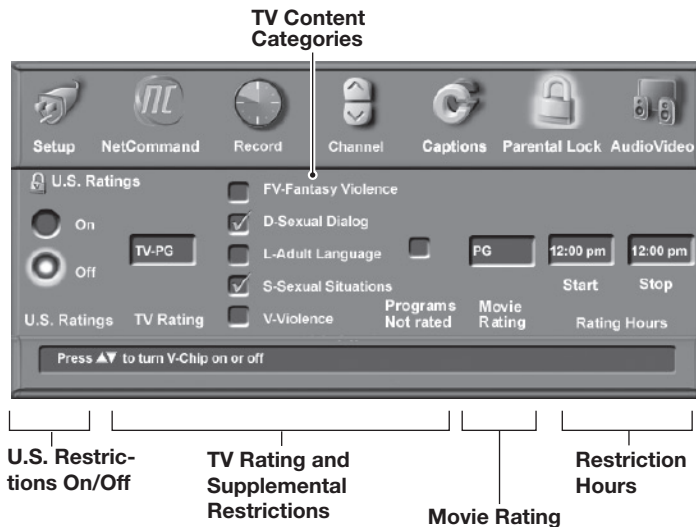 TV Content
Categories
Setup NetCommand Record Channel Captions Parental Lock AudioVideo
U.S. Ratings
On
Off
TV-PG
FV-Fantasy Violence
D-Sexual Dialog
L-Adult Language
S-Sexual Situations
V-Violence
PG
12:00 pm 12:00 pm
Start Stop
U.S. Ratings TV Rating Programs Not rated Movie Rating Rating Hours
Press ▲▼ to turn V-Chip on or off
U.S. Restric-
tions On/Off
TV Rating and
Supplemental
Restrictions
Movie Rating
Restriction
Hours